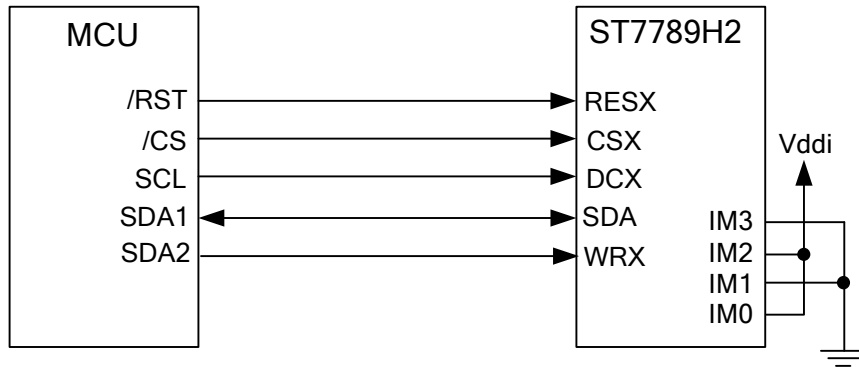 MCU
ST7789H2
/RST
RESX
/CS
CSX
Vddi
SCL
DCX
SDA1
SDA
IM3
SDA2
WRX
IM2
IM1
IM0